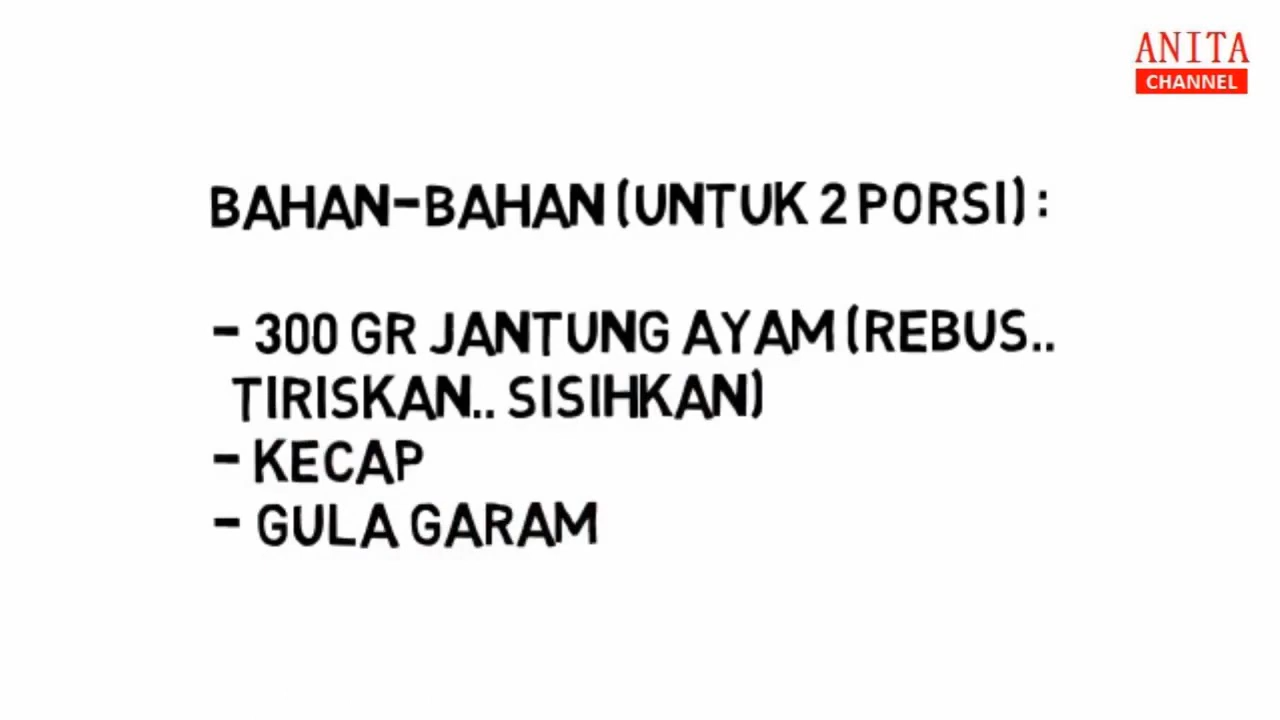 ANITA
CHANNEL
BAHAN-BAHAN (UNTUK 2 PORSI) :
- 300 GR JANTUNG AYAM (REBUS..
TIRISKAN.. SISIHKAN)
- KECAP
- GULA GARAM